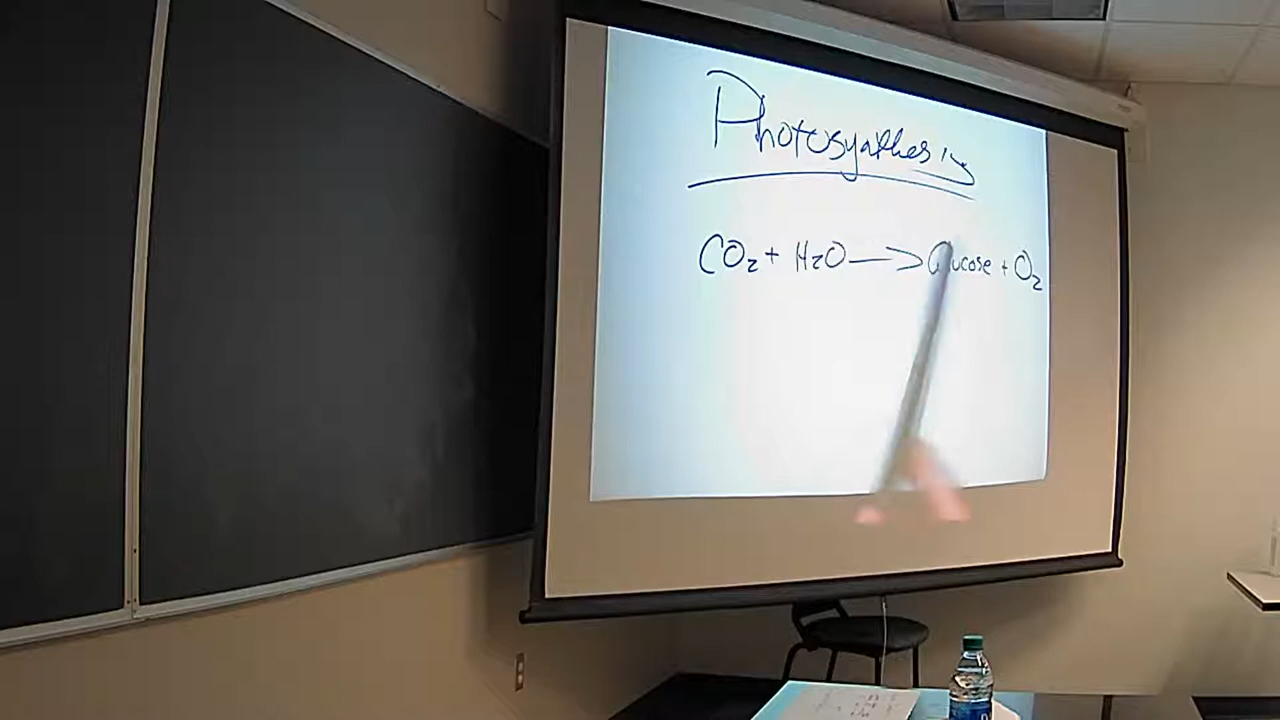 Photosynthesis
CO₂ + H₂O —> Glucose + O₂